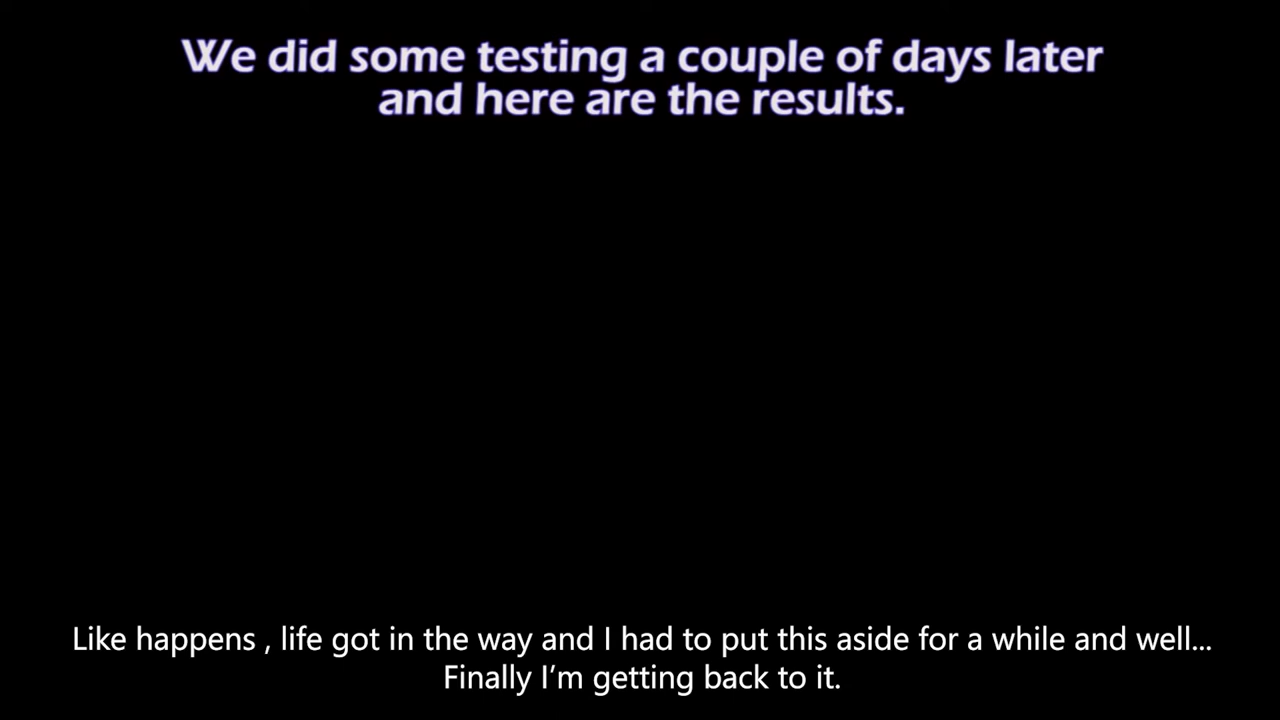 We did some testing a couple of days later
and here are the results.
Like happens , life got in the way and I had to put this aside for a while and well...
Finally I’m getting back to it.